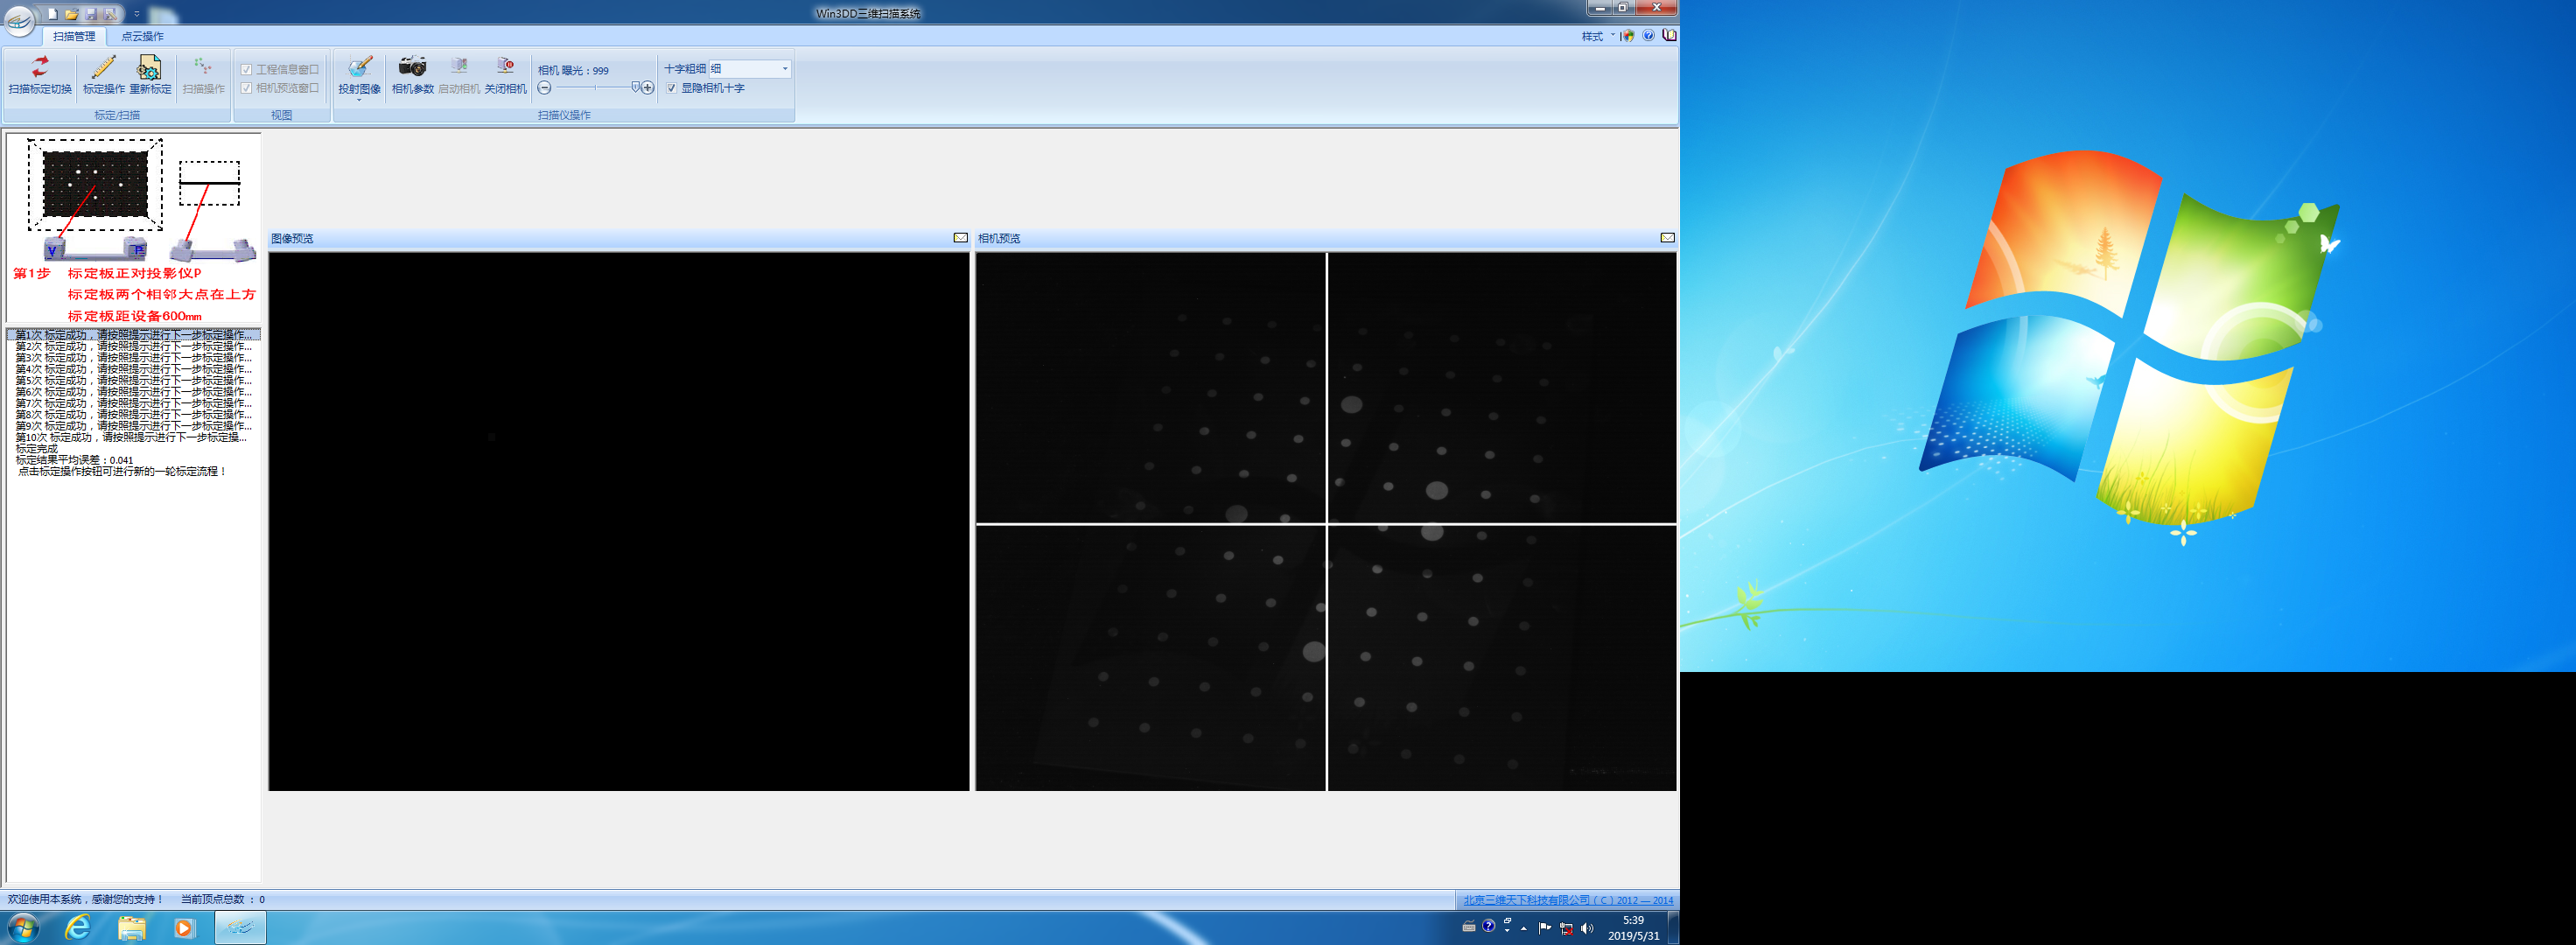 Win3DD三维扫描系统
扫描管理 点云操作 样式
扫描标定切换 标定操作 重新标定 扫描操作
标定/扫描
工程信息窗口
相机预览窗口
视图
投射图像 相机参数 启动相机 关闭相机
相机 曝光：999
十字粗细 细
显隐相机十字
扫描仪操作
V P
第1步 标定板正对投影仪P
标定板两个相邻大点在上方
标定板距设备600mm
第1次 标定成功，请按照提示进行下一步标定操作...
第2次 标定成功，请按照提示进行下一步标定操作...
第3次 标定成功，请按照提示进行下一步标定操作...
第4次 标定成功，请按照提示进行下一步标定操作...
第5次 标定成功，请按照提示进行下一步标定操作...
第6次 标定成功，请按照提示进行下一步标定操作...
第7次 标定成功，请按照提示进行下一步标定操作...
第8次 标定成功，请按照提示进行下一步标定操作...
第9次 标定成功，请按照提示进行下一步标定操作...
第10次 标定成功，请按照提示进行下一步标定操...
标定完成
标定结果平均误差：0.041
点击标定操作按钮可进行新的一轮标定流程！
图像预览
相机预览
欢迎使用本系统，感谢您的支持！ 当前顶点总数 ： 0
北京三维天下科技有限公司（C）2012 — 2014
5:39
2019/5/31